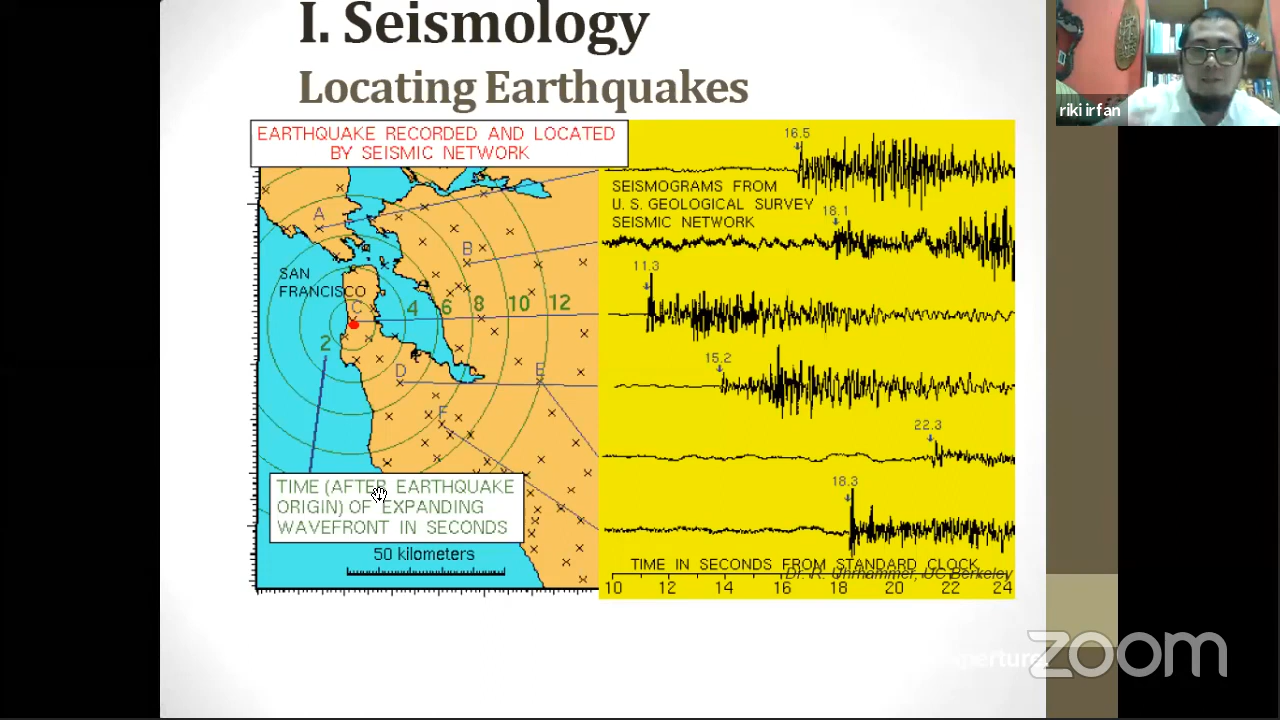 I. Seismology
Locating Earthquakes
riki irfan
EARTHQUAKE RECORDED AND LOCATED
BY SEISMIC NETWORK
16.5
SEISMOGRAMS FROM
U. S. GEOLOGICAL SURVEY
SEISMIC NETWORK
18.1
A
B
SAN
FRANCISCO
C
2
4
6
8
10
12
11.3
D
E
F
15.2
22.3
18.3
TIME (AFTER EARTHQUAKE
ORIGIN) OF EXPANDING
WAVEFRONT IN SECONDS
50 kilometers
TIME IN SECONDS FROM STANDARD CLOCK
Dr. R. Uhrhammer, UC Berkeley
10 12 14 16 18 20 22 24
zoom